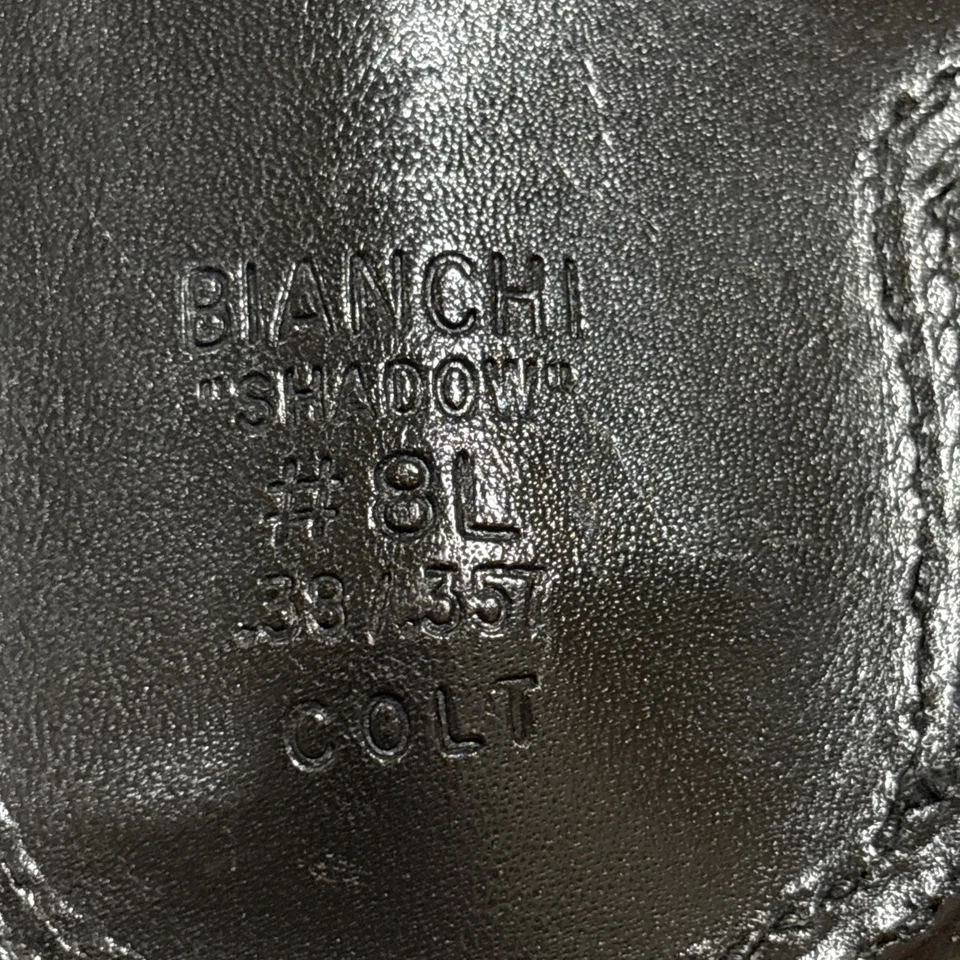 BIANCHI
"SHADOW"
# 8L
.38 / .357
COLT